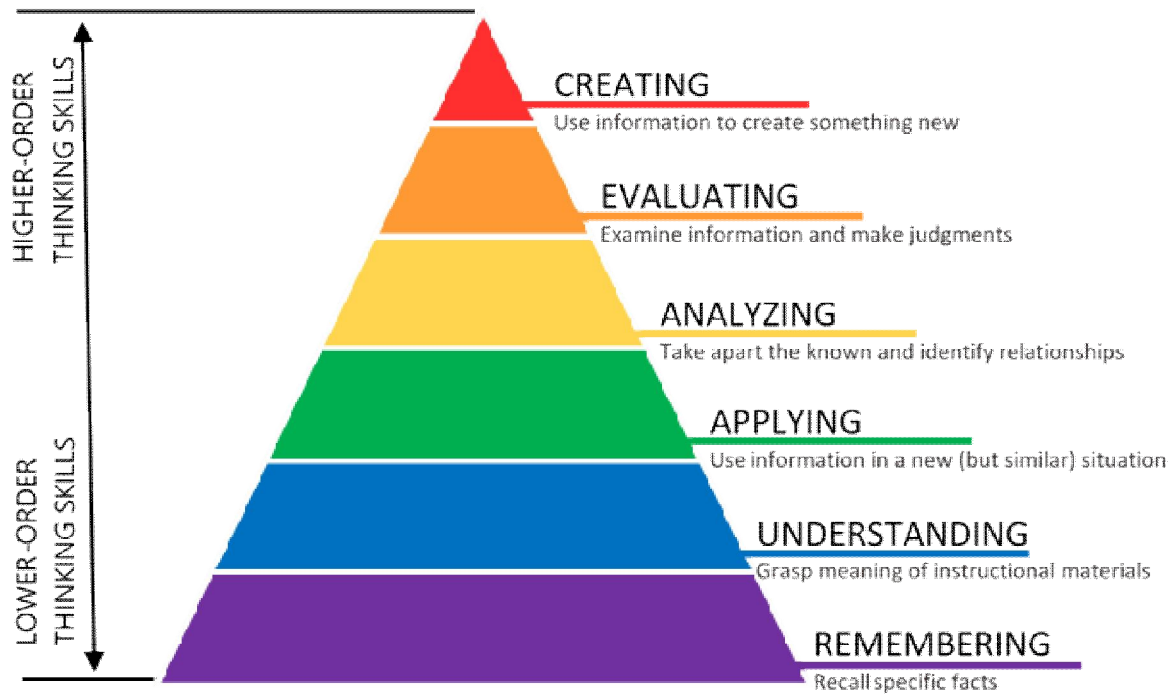 HIGHER-ORDER
THINKING SKILLS
LOWER-ORDER
THINKING SKILLS
CREATING
Use information to create something new
EVALUATING
Examine information and make judgments
ANALYZING
Take apart the known and identify relationships
APPLYING
Use information in a new (but similar) situation
UNDERSTANDING
Grasp meaning of instructional materials
REMEMBERING
Recall specific facts